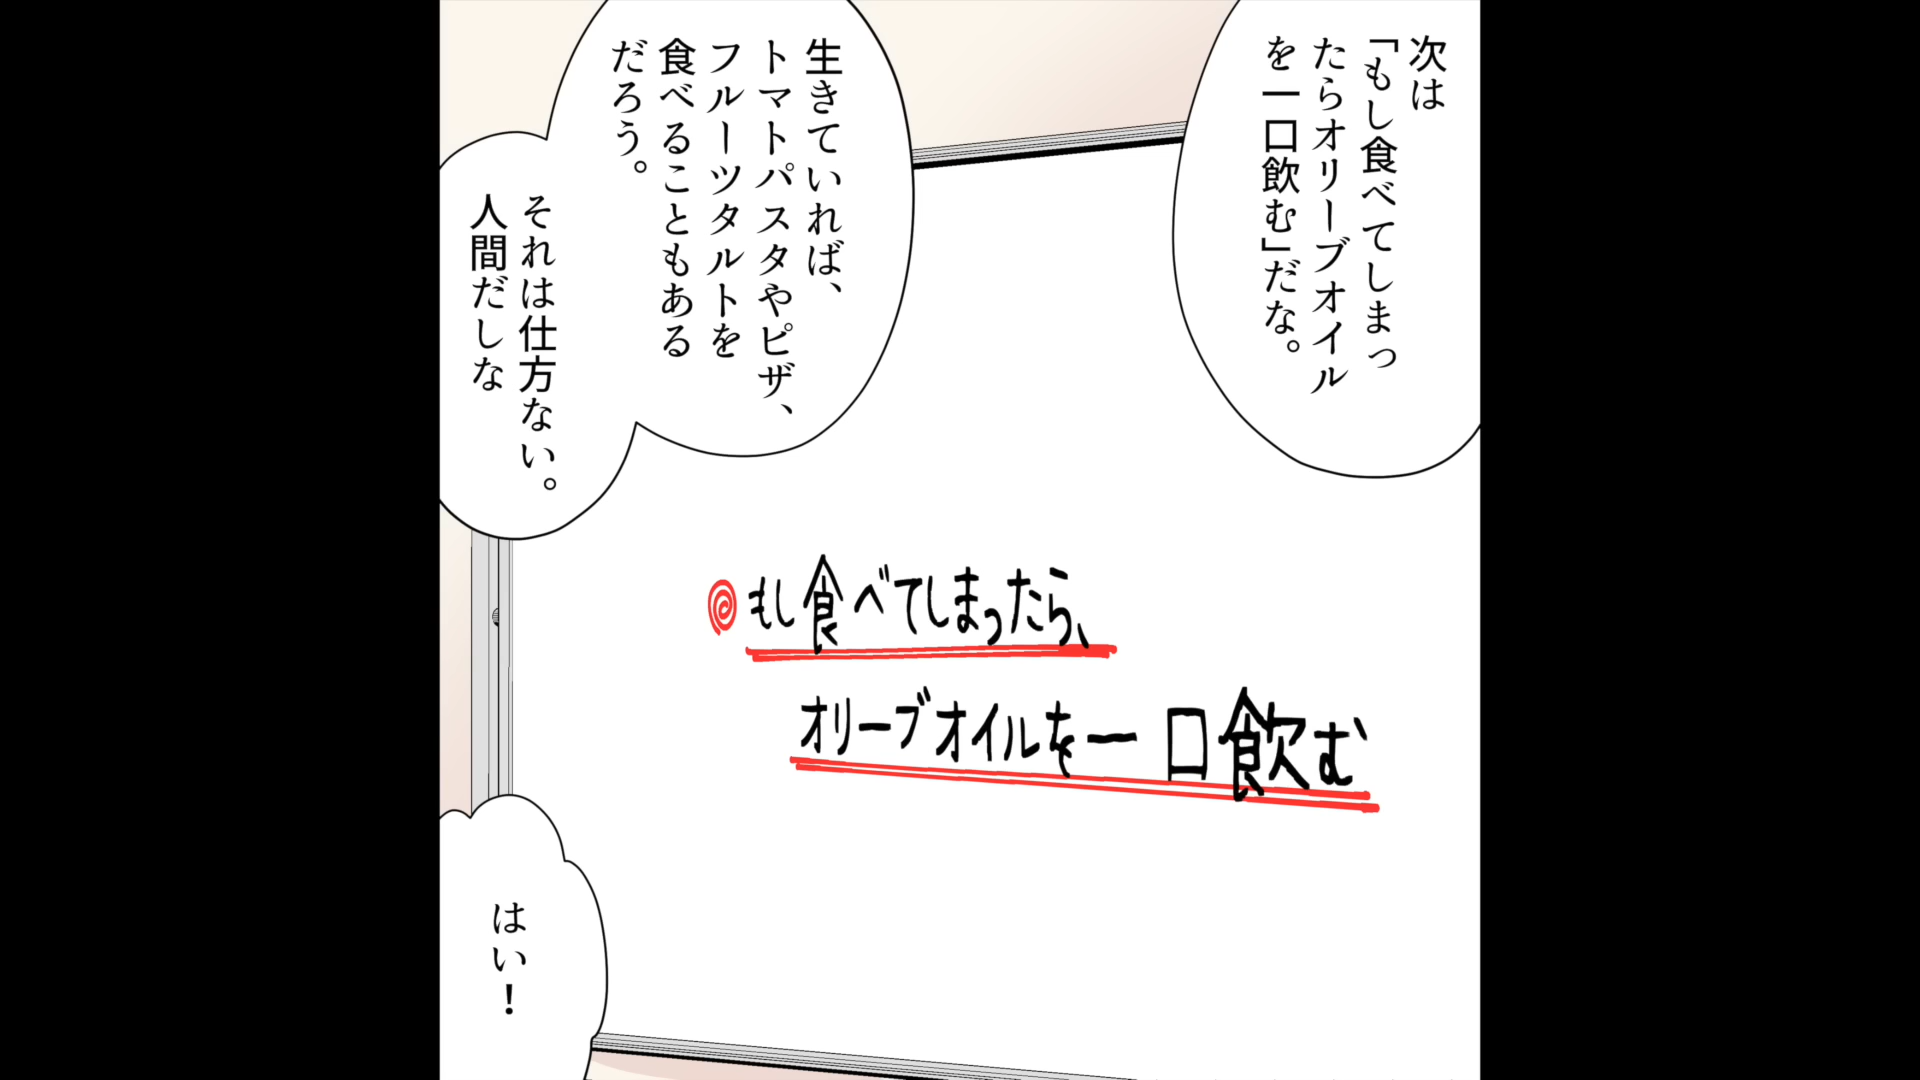 次は
「もし食べてしまっ
たらオリーブオイル
を一口飲む」だな。
生きていれば、
トマトパスタやピザ、
フルーツタルトを
食べることもある
だろう。
それは仕方ない。
人間だしな
もし食べてしまったら、
オリーブオイルを一口飲む
はい！